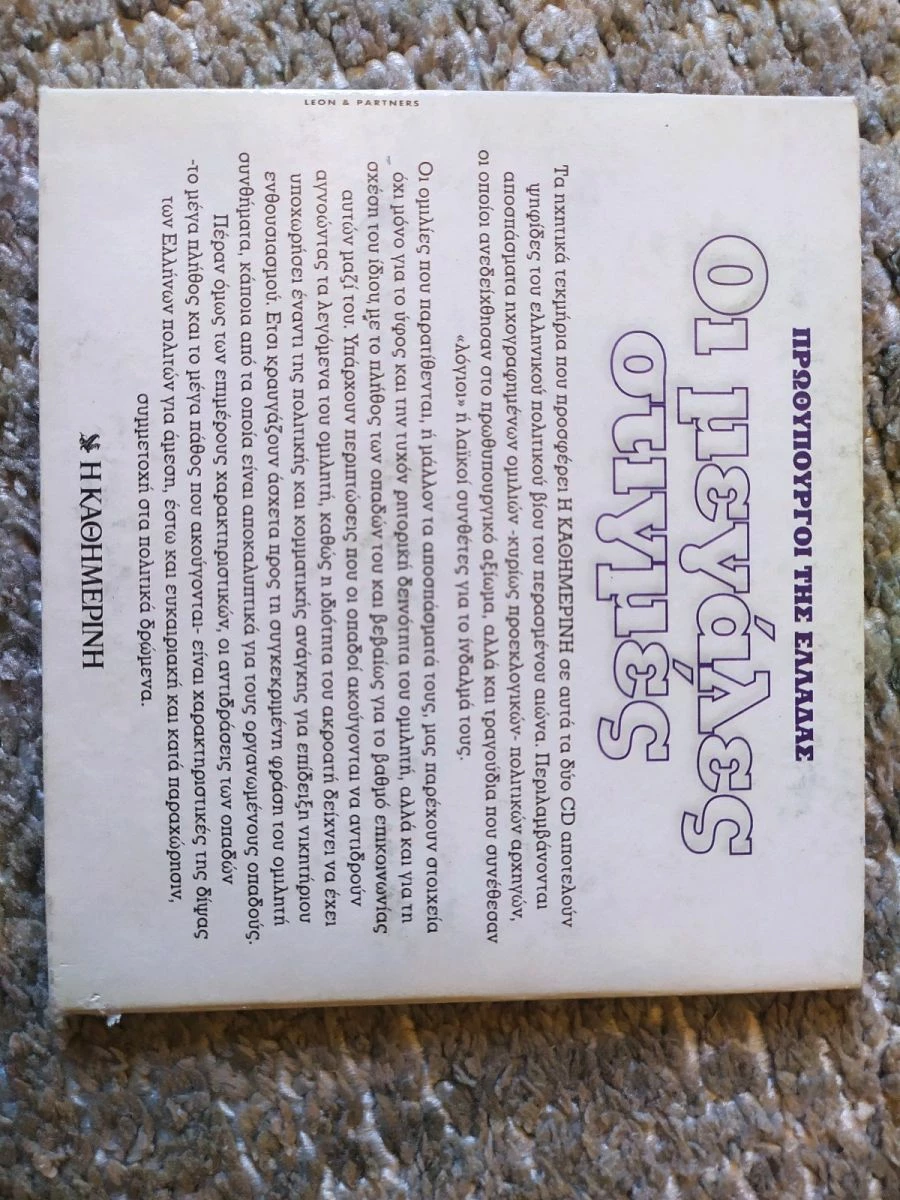 ΠΡΩΘΥΠΟΥΡΓΟΙ ΤΗΣ ΕΛΛΑΔΑΣ
Οι μεγάλες
στιγμές
Τα ηχητικά τεκμήρια που προσφέρει Η ΚΑΘΗΜΕΡΙΝΗ σε αυτά τα δύο CD αποτελούν
ψηφίδες του ελληνικού πολιτικού βίου του περασμένου αιώνα. Περιλαμβάνονται
αποσπάσματα ηχογραφημένων ομιλιών -κυρίως προεκλογικών- πολιτικών αρχηγών,
οι οποίοι ανεδείχθησαν στο πρωθυπουργικό αξίωμα, αλλά και τραγούδια που συνέθεσαν
«λόγιοι» ή λαϊκοί συνθέτες για το ίνδαλμά τους.
Οι ομιλίες που παρατίθενται, ή μάλλον τα αποσπάσματά τους, μας παρέχουν στοιχεία
όχι μόνο για το ύφος και την τυχόν ρητορική δεινότητα του ομιλητή, αλλά και για τη
σχέση του ίδιου με το πλήθος των οπαδών του και βεβαίως για το βαθμό επικοινωνίας
αυτών μαζί του. Υπάρχουν περιπτώσεις που οι οπαδοί ακούγονται να αντιδρούν
αγνοώντας τα λεγόμενα του ομιλητή, καθώς η ιδιότητα του ακροατή δείχνει να έχει
υποχωρήσει έναντι της πολιτικής και κομματικής ανάγκης για επίδειξη νικητήριου
ενθουσιασμού. Ετσι κραυγάζουν άσχετα προς τη συγκεκριμένη φράση του ομιλητή
συνθήματα, κάποια από τα οποία είναι αποκαλυπτικά για τους οργανωμένους οπαδούς.
Πέραν όμως των επιμέρους χαρακτηριστικών, οι αντιδράσεις των οπαδών
-το μέγα πλήθος και το μέγα πάθος που ακούγονται- είναι χαρακτηριστικές της δίψας
των Ελλήνων πολιτών για άμεση, έστω και ευκαιριακή και κατά παραχώρησιν,
συμμετοχή στα πολιτικά δρώμενα.
Η ΚΑΘΗΜΕΡΙΝΗ
LEON & PARTNERS